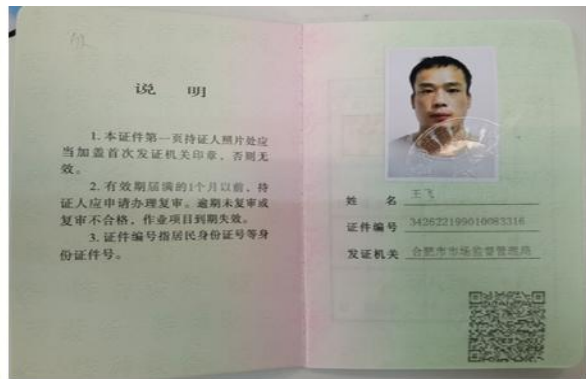 说 明
1. 本证件第一页持证人照片处应
当加盖首次发证机关印章，否则无
效。
2. 有效期届满的1个月以前，持
证人应申请办理复审。逾期未复审或
复审不合格，作业项目到期失效。
3. 证件编号指居民身份证号等身
份证件号。
姓 名 王飞
证件编号 342622199010083316
发证机关 合肥市市场监督管理局